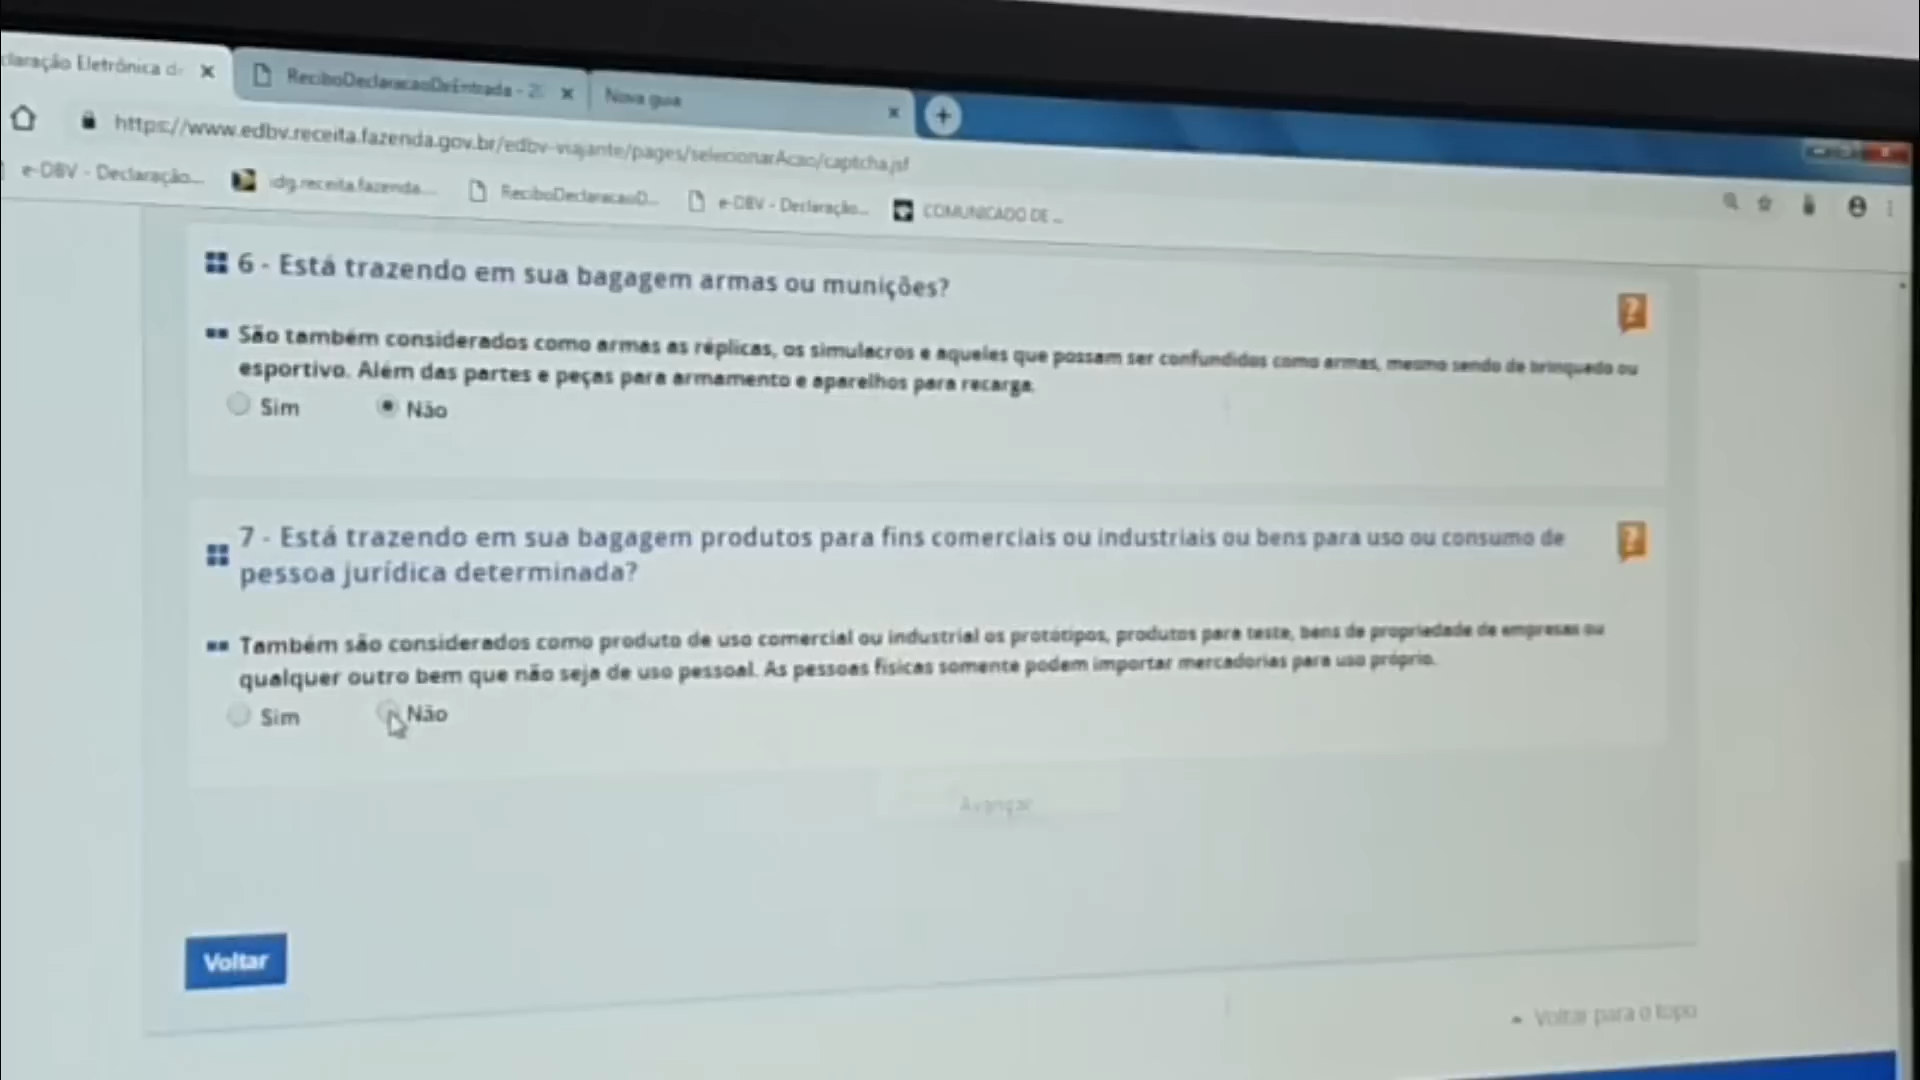 claração Eletrônica d
ReciboDeclaracaoDeEntrada - 2
Nova guia
https://www.edbv.receita.fazenda.gov.br/edbv-viajante/pages/selecionarAcao/captcha.jsf
e-DBV - Declaração...
idg.receita.fazenda...
ReciboDeclaracaoD...
e-DBV - Declaração...
COMUNICADO DE ...
6 - Está trazendo em sua bagagem armas ou munições?
São também considerados como armas as réplicas, os simulacros e aqueles que possam ser confundidos como armas, mesmo sendo de brinquedo ou
esportivo. Além das partes e peças para armamento e aparelhos para recarga.
Sim Não
7 - Está trazendo em sua bagagem produtos para fins comerciais ou industriais ou bens para uso ou consumo de
pessoa jurídica determinada?
Também são considerados como produto de uso comercial ou industrial os protótipos, produtos para teste, bens de propriedade de empresas ou
qualquer outro bem que não seja de uso pessoal. As pessoas físicas somente podem importar mercadorias para uso próprio.
Sim Não
Avançar
Voltar
Voltar para o topo